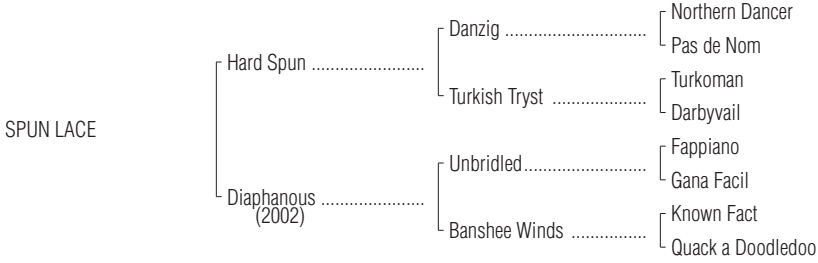 Northern Dancer
Danzig ..............................
Pas de Nom
Hard Spun ........................
Turkoman
Turkish Tryst ....................
Darbyvail
SPUN LACE
Fappiano
Unbridled..........................
Gana Facil
Diaphanous ......................
(2002)
Known Fact
Banshee Winds ................
Quack a Doodledoo